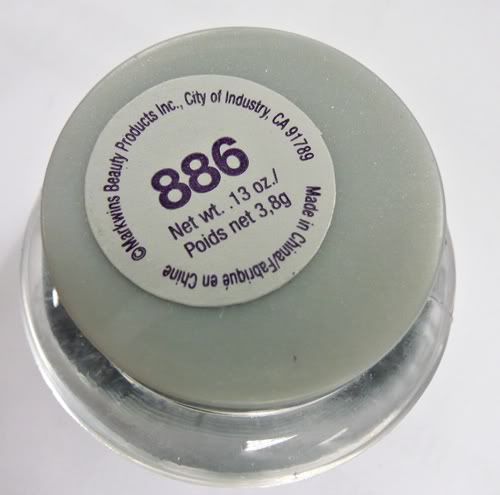 ©Markwins Beauty Products Inc., City of Industry, CA 91789
886
Net wt. .13 oz./
Poids net 3,8g
Made in China/Fabriqué en Chine